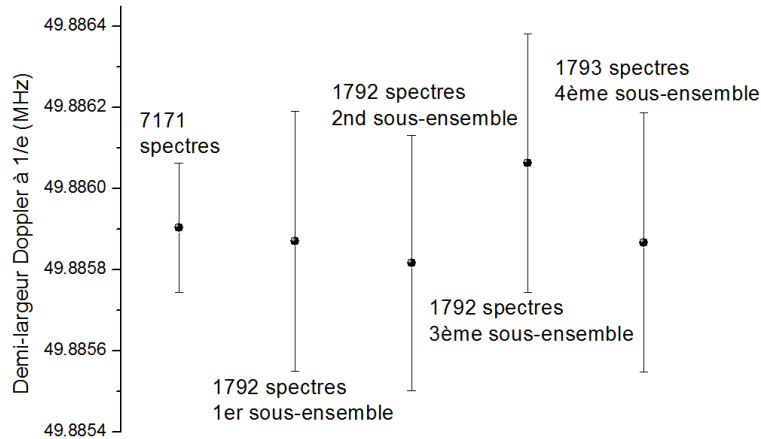 Demi-largeur Doppler à 1/e (MHz)
49.8864
49.8862
49.8860
49.8858
49.8856
49.8854
7171
spectres
1792 spectres
1er sous-ensemble
1792 spectres
2nd sous-ensemble
1792 spectres
3ème sous-ensemble
1793 spectres
4ème sous-ensemble